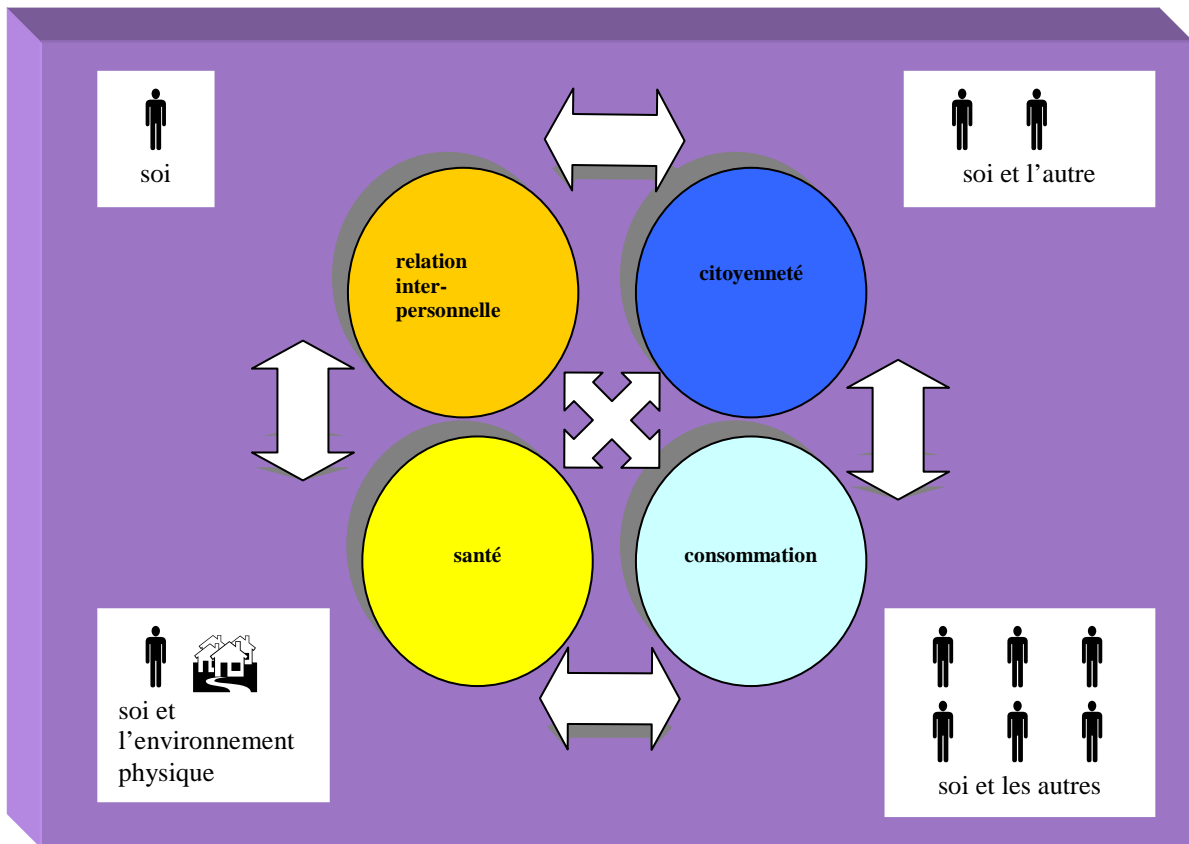 soi
soi et l'autre
relation
inter-
personnelle
citoyenneté
santé
consommation
soi et
l’environnement
physique
soi et les autres